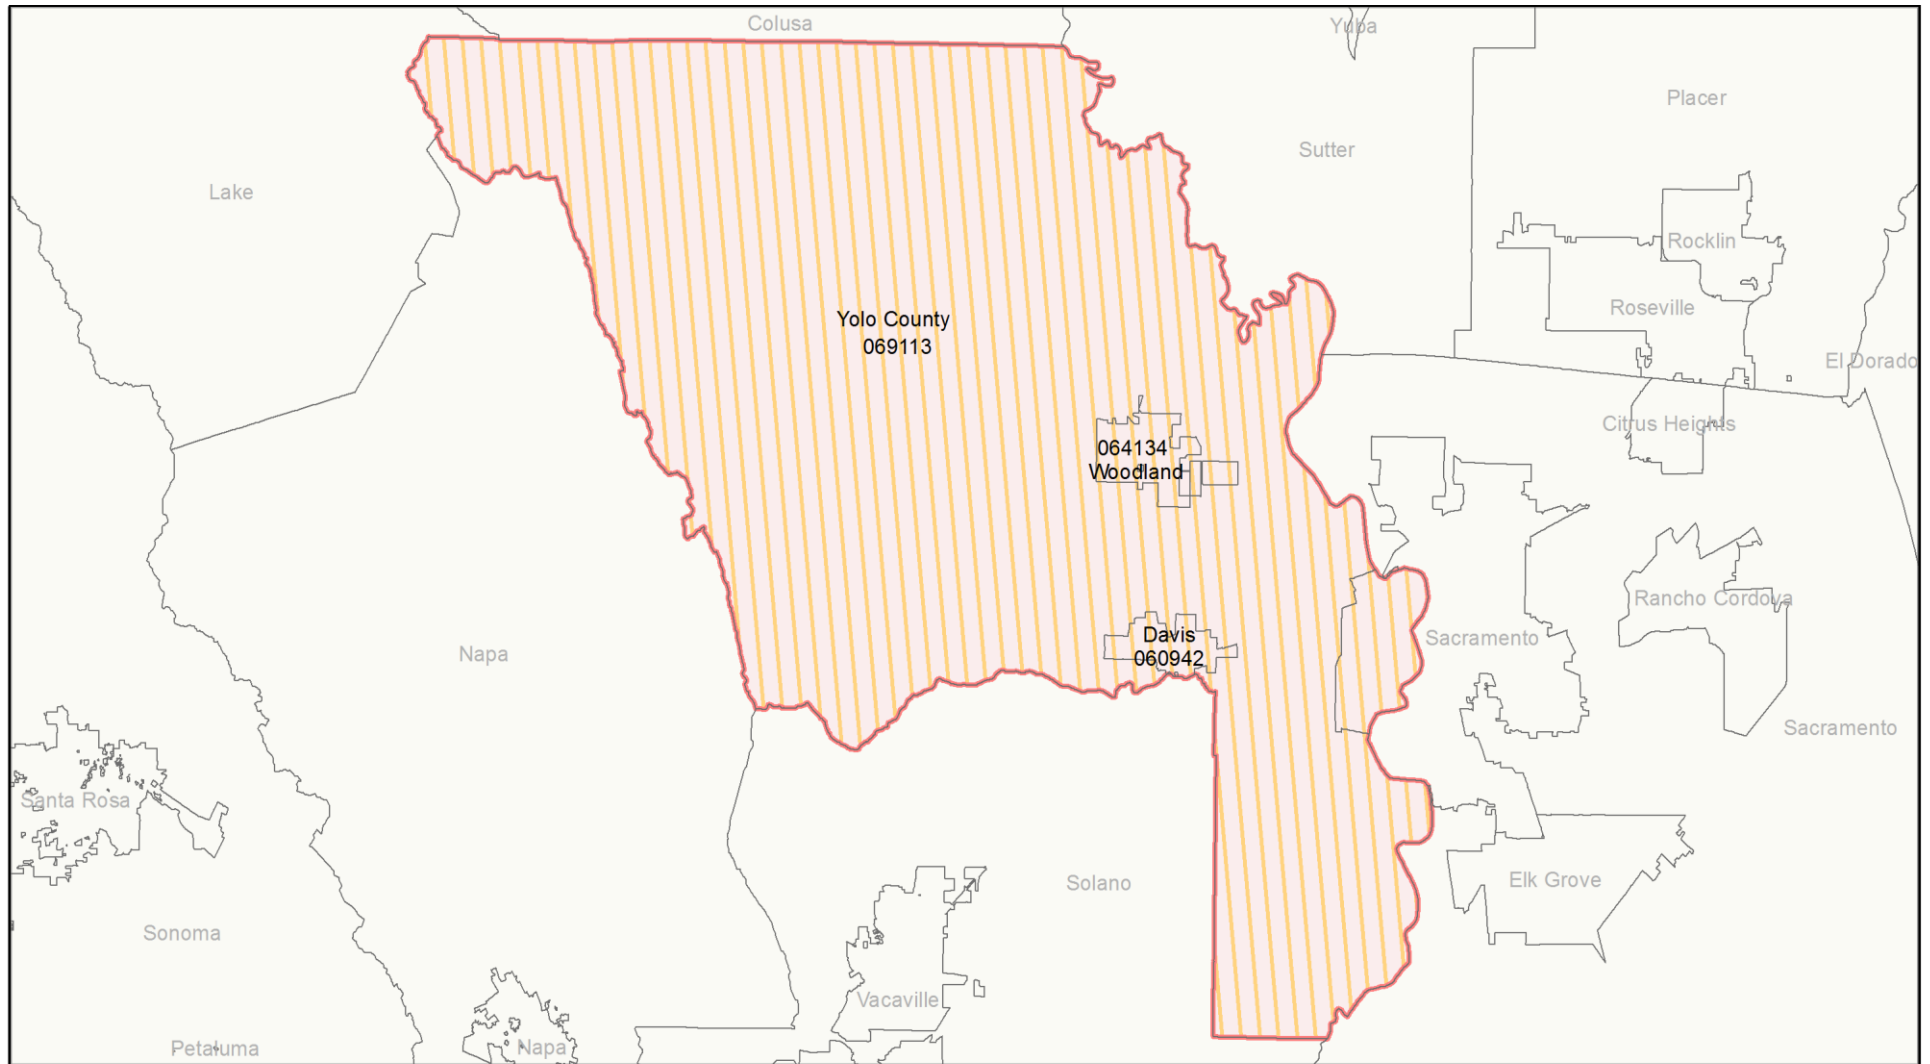 Colusa
Yuba
Placer
Sutter
Lake
Rocklin
Roseville
Yolo County
069113
El Dorado
Citrus Heights
064134
Woodland
Rancho Cordova
Davis
060942
Sacramento
Napa
Sacramento
Santa Rosa
Solano
Elk Grove
Sonoma
Vacaville
Petaluma
Napa